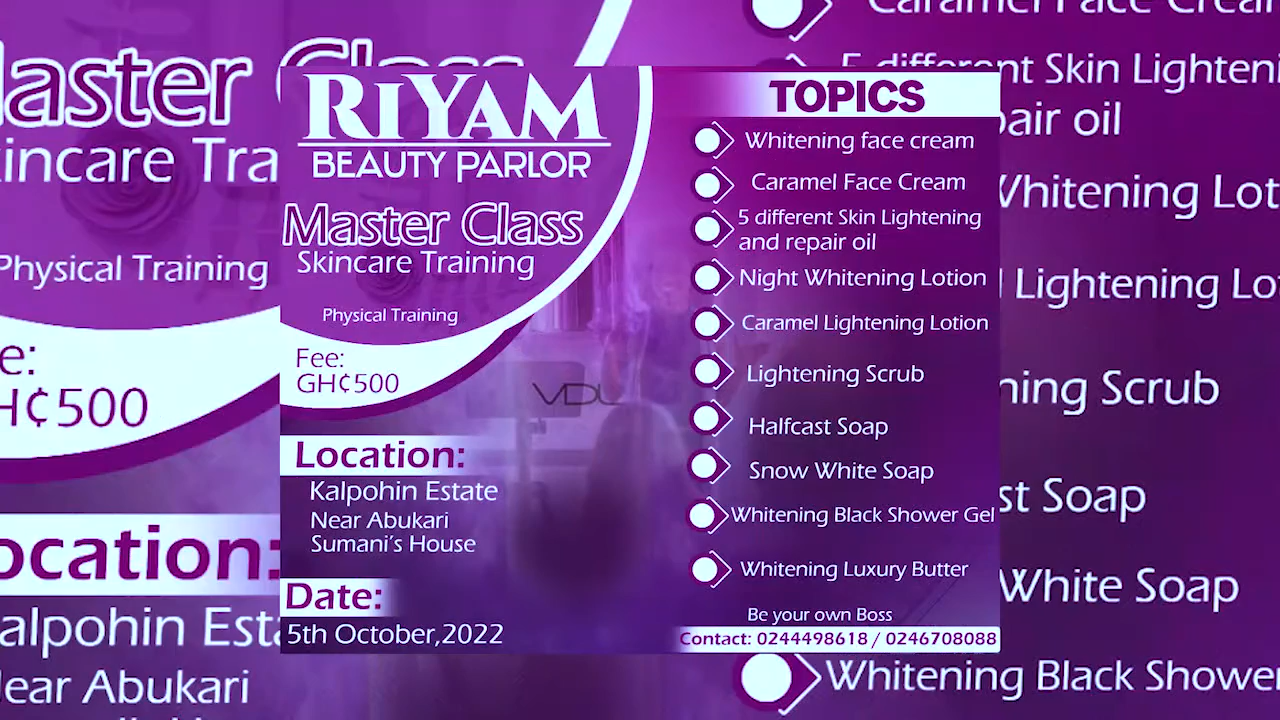 RIYAM
BEAUTY PARLOR
Master Class
Skincare Training
Physical Training
Fee:
GH¢500
Location:
Kalpohin Estate
Near Abukari
Sumani's House
Date:
5th October,2022
VDL
TOPICS
Whitening face cream
Caramel Face Cream
5 different Skin Lightening
and repair oil
Night Whitening Lotion
Caramel Lightening Lotion
Lightening Scrub
Halfcast Soap
Snow White Soap
Whitening Black Shower Gel
Whitening Luxury Butter
Be your own Boss
Contact: 0244498618 / 0246708088